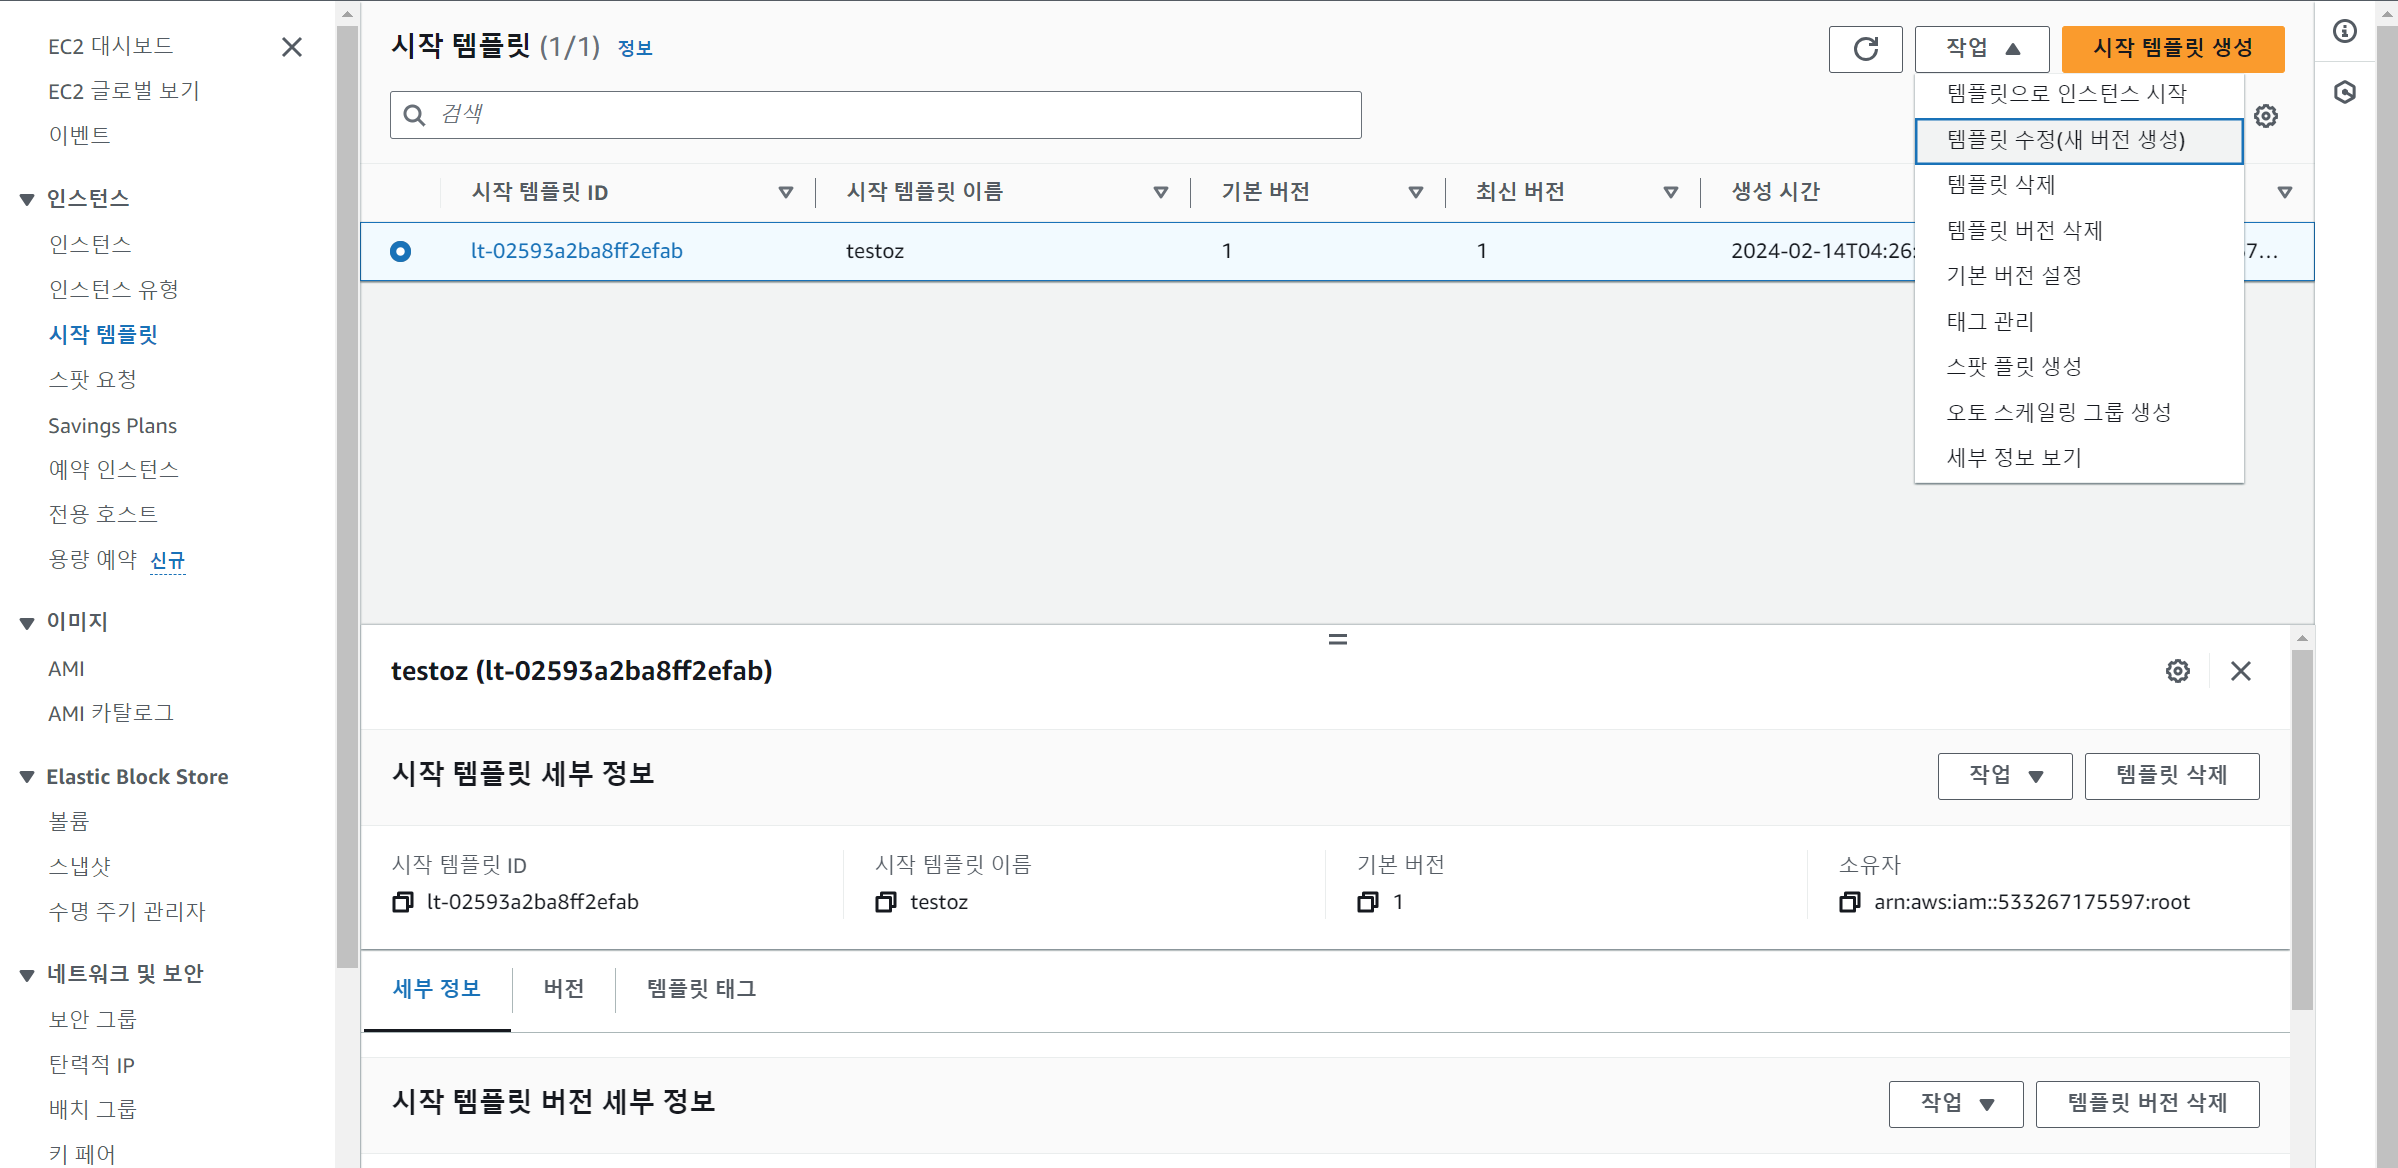 EC2 대시보드
EC2 글로벌 보기
이벤트
인스턴스
인스턴스
인스턴스 유형
시작 템플릿
스팟 요청
Savings Plans
예약 인스턴스
전용 호스트
용량 예약 신규
이미지
AMI
AMI 카탈로그
Elastic Block Store
볼륨
스냅샷
수명 주기 관리자
네트워크 및 보안
보안 그룹
탄력적 IP
배치 그룹
키 페어
시작 템플릿 (1/1) 정보
작업
시작 템플릿 생성
검색
템플릿으로 인스턴스 시작
템플릿 수정(새 버전 생성)
템플릿 삭제
템플릿 버전 삭제
기본 버전 설정
태그 관리
스팟 플릿 생성
오토 스케일링 그룹 생성
세부 정보 보기
시작 템플릿 ID 시작 템플릿 이름 기본 버전 최신 버전 생성 시간
lt-02593a2ba8ff2efab testoz 1 1 2024-02-14T04:26: 57...
testoz (lt-02593a2ba8ff2efab)
시작 템플릿 세부 정보
작업
템플릿 삭제
시작 템플릿 ID
lt-02593a2ba8ff2efab
시작 템플릿 이름
testoz
기본 버전
1
소유자
arn:aws:iam::533267175597:root
세부 정보 버전 템플릿 태그
시작 템플릿 버전 세부 정보
작업
템플릿 버전 삭제